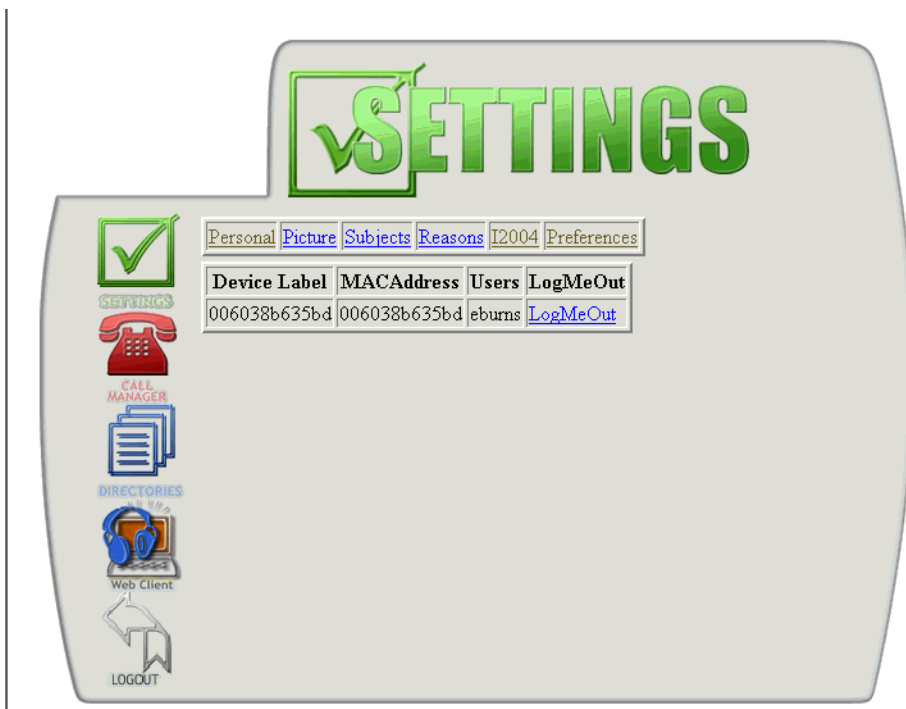 SETTINGS
Personal Picture Subjects Reasons I2004 Preferences
Device Label MACAddress Users LogMeOut
006038b635bd 006038b635bd eburns LogMeOut
SETTINGS
CALL
MANAGER
DIRECTORIES
Web Client
LOGOUT